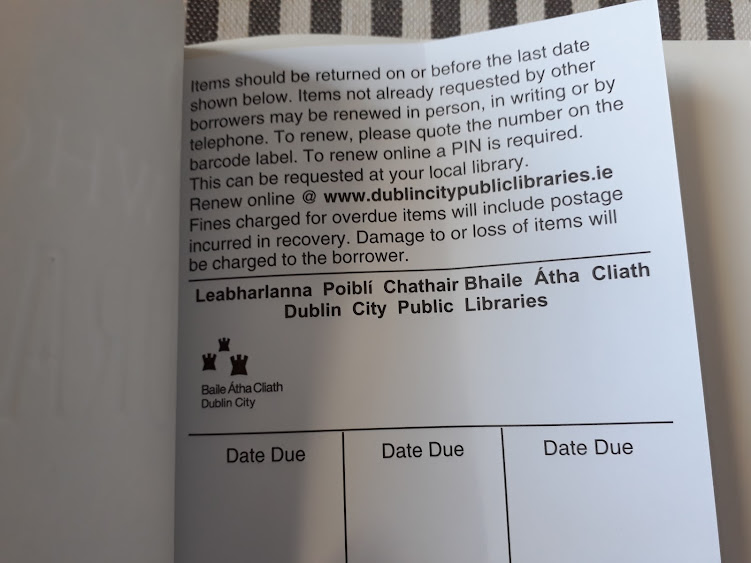 Items should be returned on or before the last date
shown below. Items not already requested by other
borrowers may be renewed in person, in writing or by
telephone. To renew, please quote the number on the
barcode label. To renew online a PIN is required.
This can be requested at your local library.
Renew online @ www.dublincitypubliclibraries.ie
Fines charged for overdue items will include postage
incurred in recovery. Damage to or loss of items will
be charged to the borrower.
Leabharlanna Poiblí Chathair Bhaile Átha Cliath
Dublin City Public Libraries
Baile Átha Cliath
Dublin City
Date Due Date Due Date Due